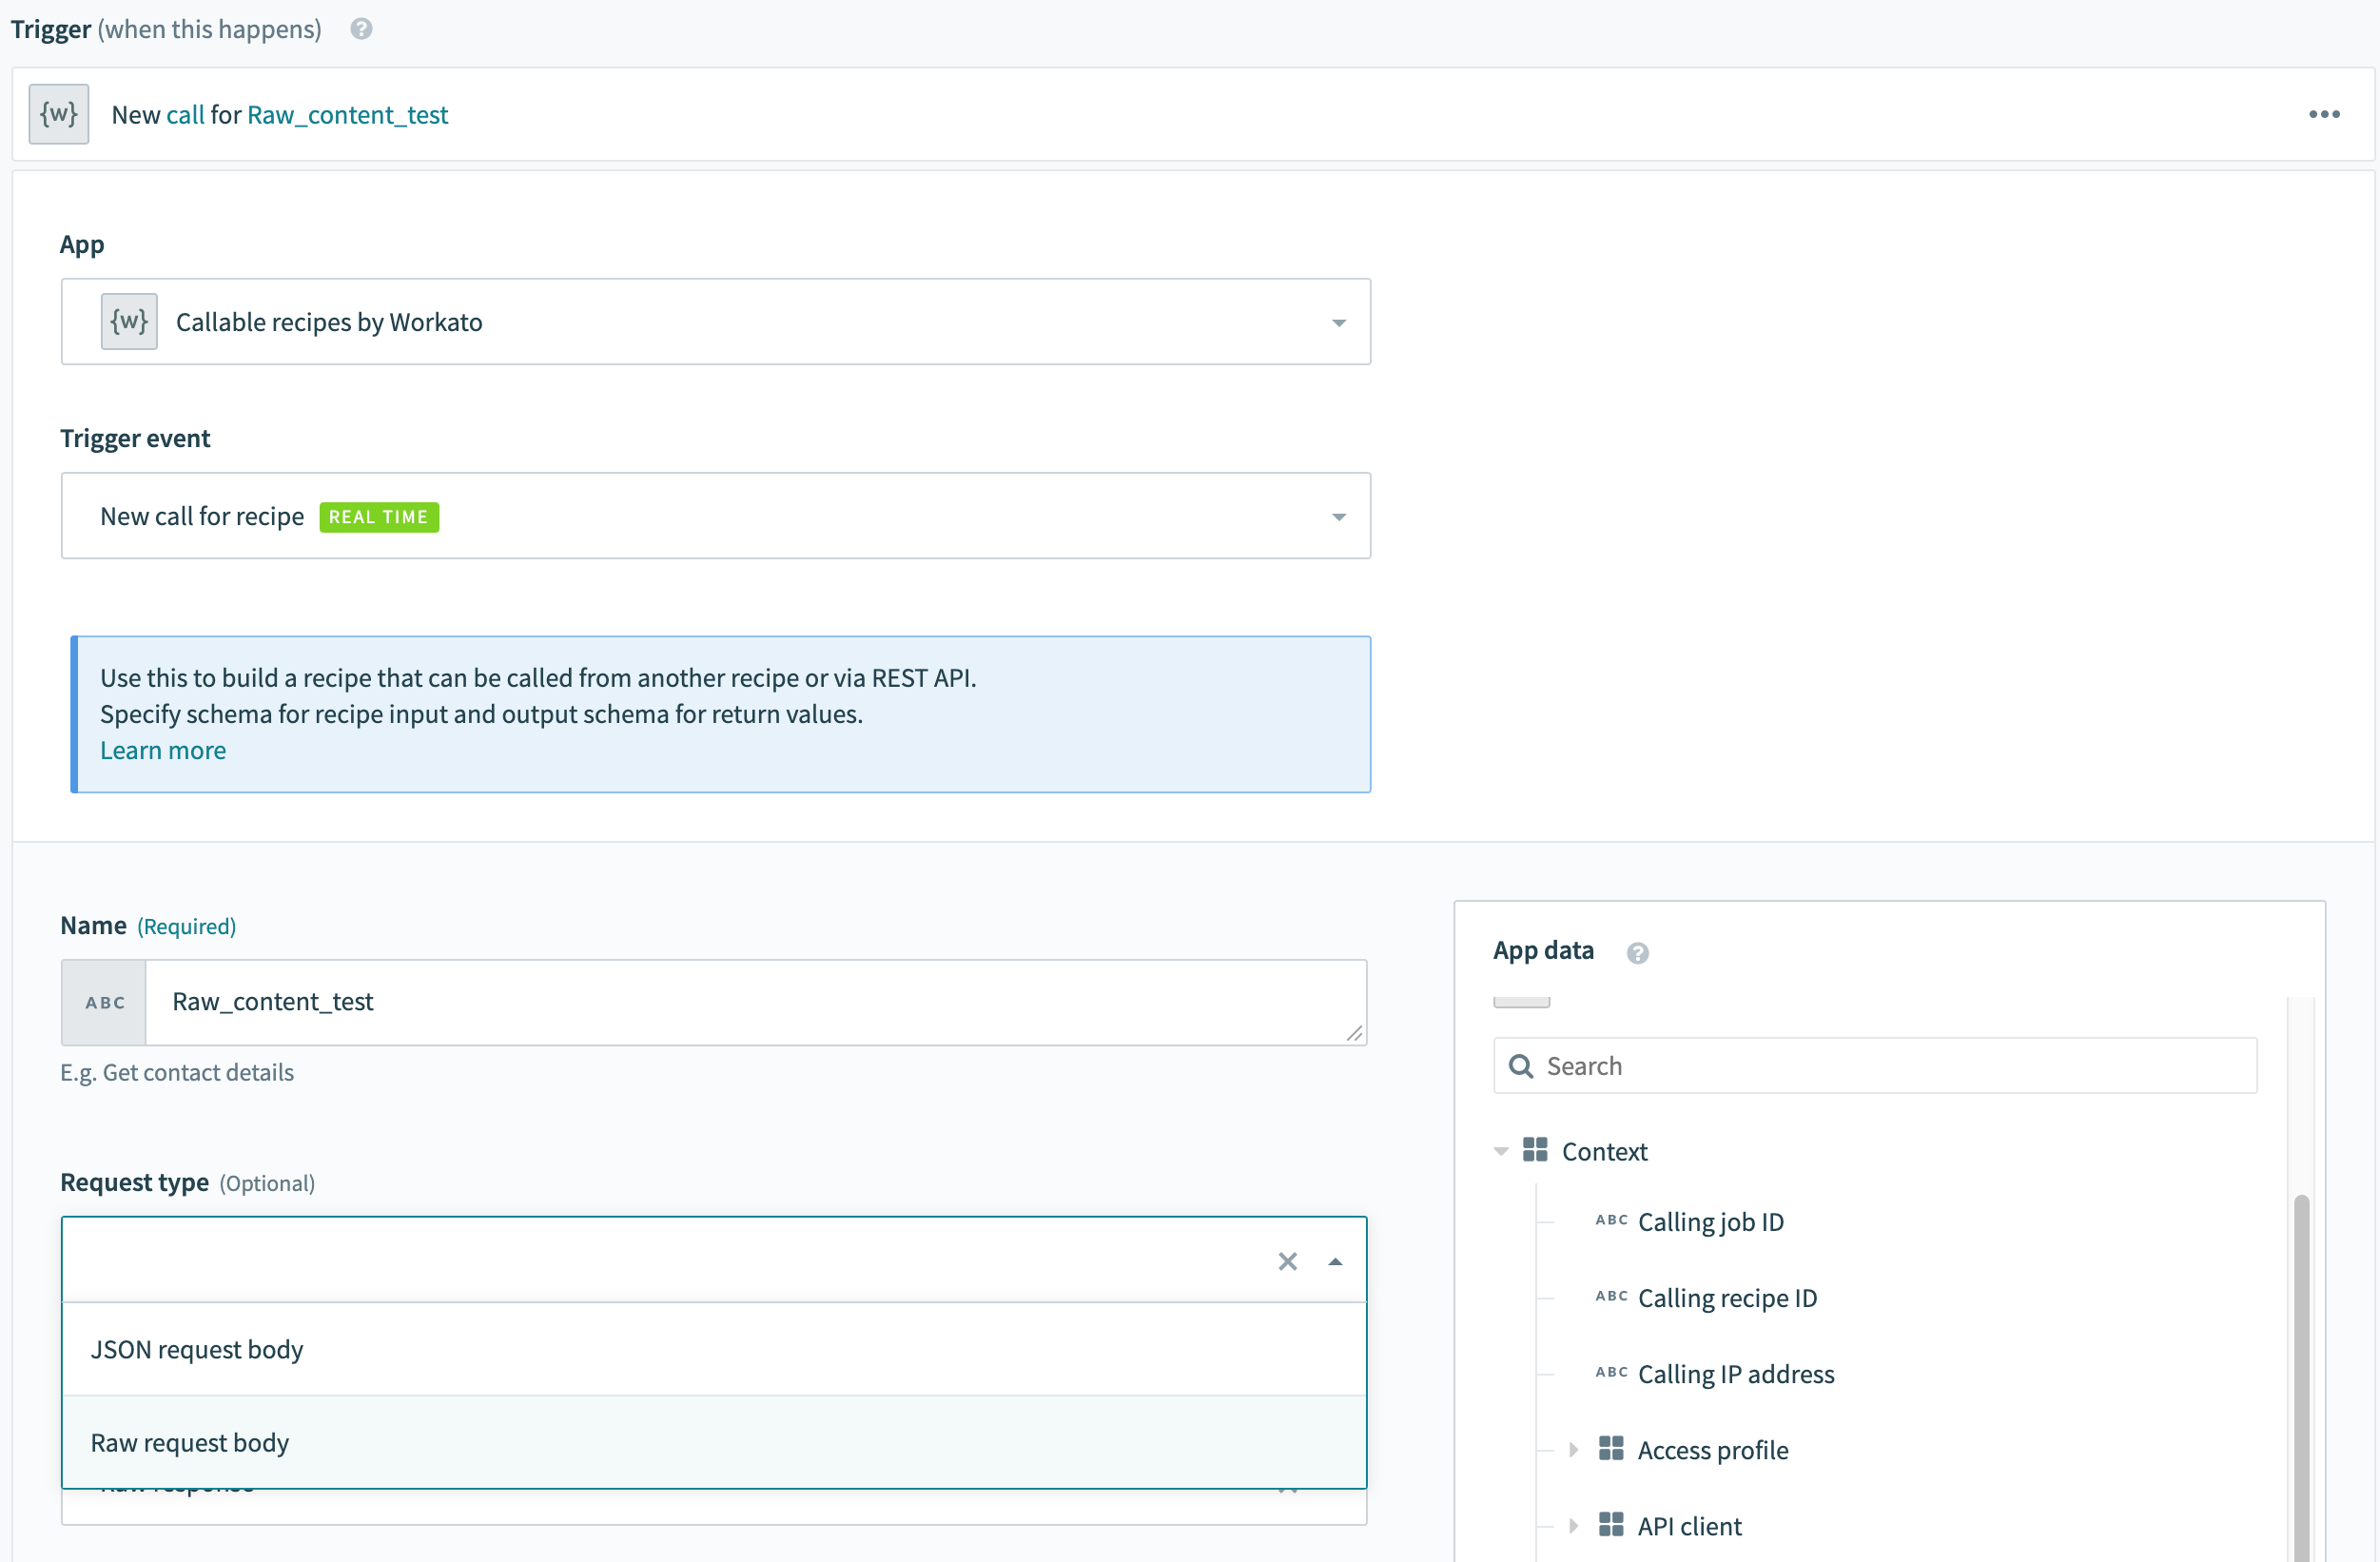 Trigger (when this happens) ?
{w} New call for Raw_content_test
App
{w} Callable recipes by Workato
Trigger event
New call for recipe REAL TIME
Use this to build a recipe that can be called from another recipe or via REST API.
Specify schema for recipe input and output schema for return values.
Learn more
Name (Required)
ABC Raw_content_test
E.g. Get contact details
Request type (Optional)
JSON request body
Raw request body
Raw response
App data ?
Search
Context
ABC Calling job ID
ABC Calling recipe ID
ABC Calling IP address
Access profile
API client